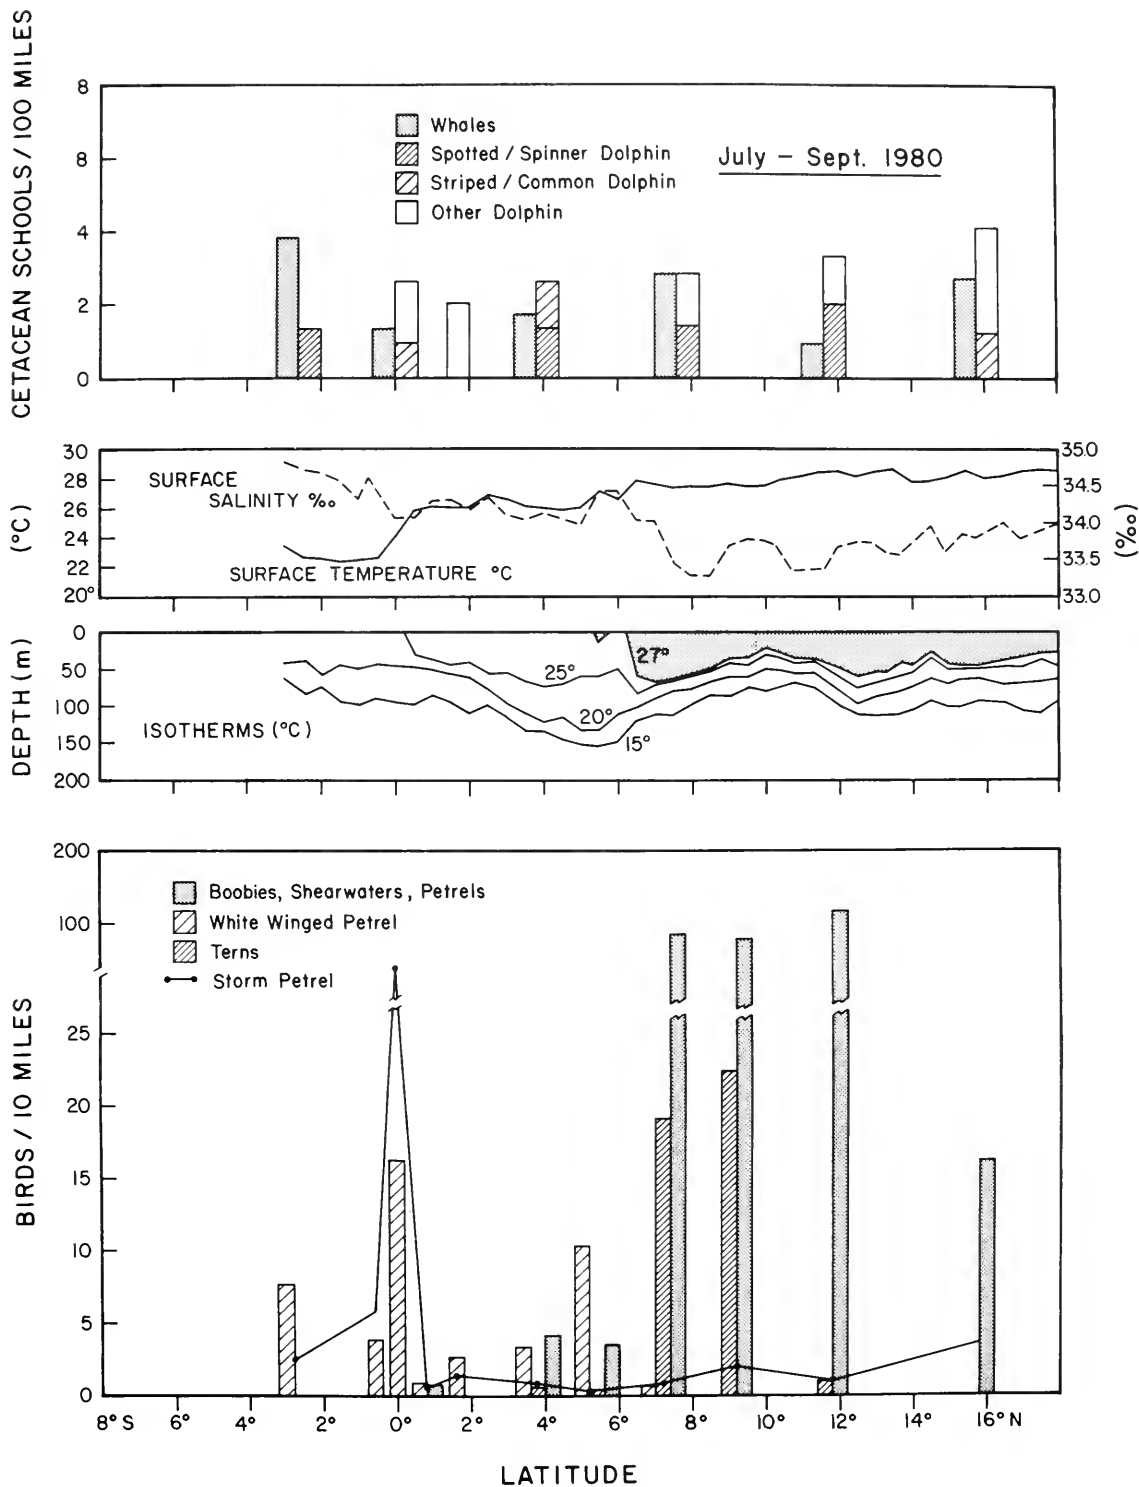 CETACEAN SCHOOLS / 100 MILES
8
8
4
2
0
Whales
Spotted / Spinner Dolphin
Striped / Common Dolphin
Other Dolphin
July – Sept. 1980
(°C)
30
28
26
24
22
20°
SURFACE
SALINITY ‰
SURFACE TEMPERATURE °C
35.0
34.5
34.0
33.5
33.0
(‰)
DEPTH (m)
0
50
100
150
200
ISOTHERMS (°C)
25°
27°
20°
15°
BIRDS / 10 MILES
200
100
25
20
15
10
5
0
Boobies, Shearwaters, Petrels
White Winged Petrel
Terns
Storm Petrel
8° S 6° 4° 2° 0° 2° 4° 6° 8° 10° 12° 14° 16° N
LATITUDE